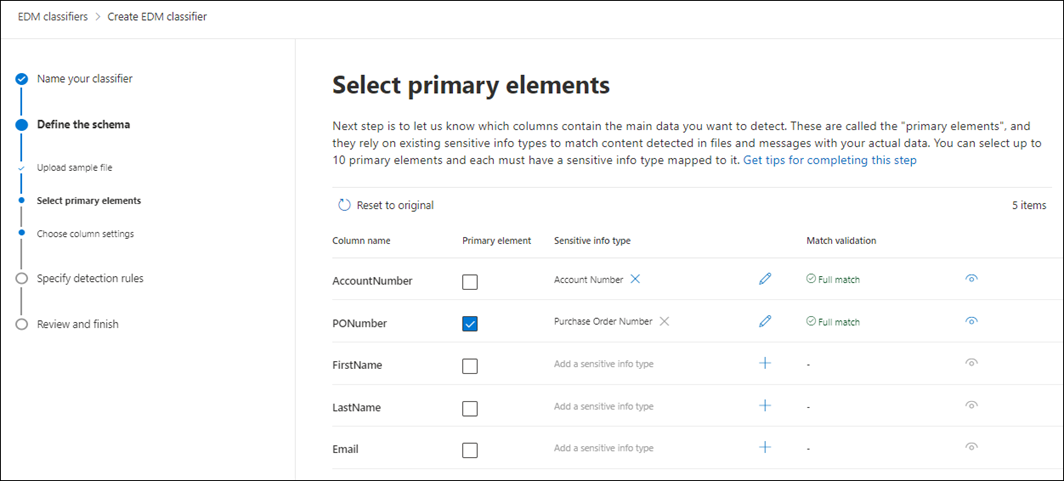 EDM classifiers > Create EDM classifier
Name your classifier
Define the schema
Upload sample file
Select primary elements
Choose column settings
Specify detection rules
Review and finish
Select primary elements
Next step is to let us know which columns contain the main data you want to detect. These are called the "primary elements", and
they rely on existing sensitive info types to match content detected in files and messages with your actual data. You can select up to
10 primary elements and each must have a sensitive info type mapped to it. Get tips for completing this step
Reset to original 5 items
Column name Primary element Sensitive info type Match validation
AccountNumber Account Number Full match
PONumber Purchase Order Number Full match
FirstName Add a sensitive info type -
LastName Add a sensitive info type -
Email Add a sensitive info type -